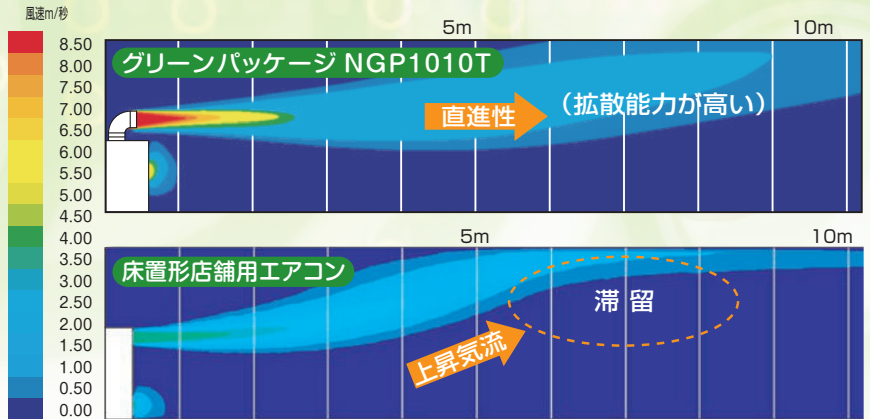 風速m/秒
8.50
8.00
7.50
7.00
6.50
6.00
5.50
5.00
4.50
4.00
3.50
3.00
2.50
2.00
1.50
1.00
0.50
0.00
5m
10m
グリーンパッケージ NGP1010T
直進性
（拡散能力が高い）
5m
10m
床置形店舗用エアコン
滞 留
上昇気流